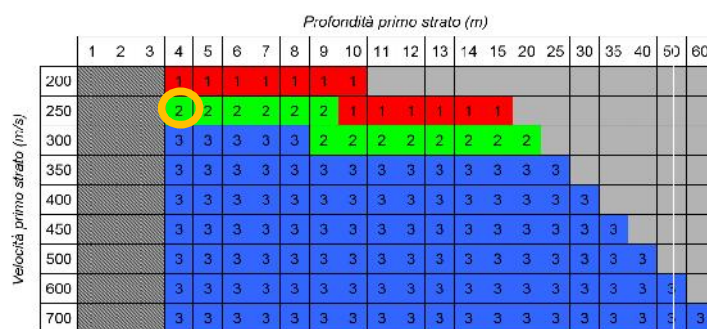 Profondità primo strato (m)
1 2 3 4 5 6 7 8 9 10 11 12 13 14 15 20 25 30 35 40 50 60
Velocità primo strato (m/s)
200 1 1 1 1 1 1 1
250 2 2 2 2 2 2 1 1 1 1 1 1
300 3 3 3 3 3 2 2 2 2 2 2 2 2
350 3 3 3 3 3 3 3 3 3 3 3 3 3 3
400 3 3 3 3 3 3 3 3 3 3 3 3 3 3 3
450 3 3 3 3 3 3 3 3 3 3 3 3 3 3 3 3
500 3 3 3 3 3 3 3 3 3 3 3 3 3 3 3 3 3
600 3 3 3 3 3 3 3 3 3 3 3 3 3 3 3 3 3 3
700 3 3 3 3 3 3 3 3 3 3 3 3 3 3 3 3 3 3 3